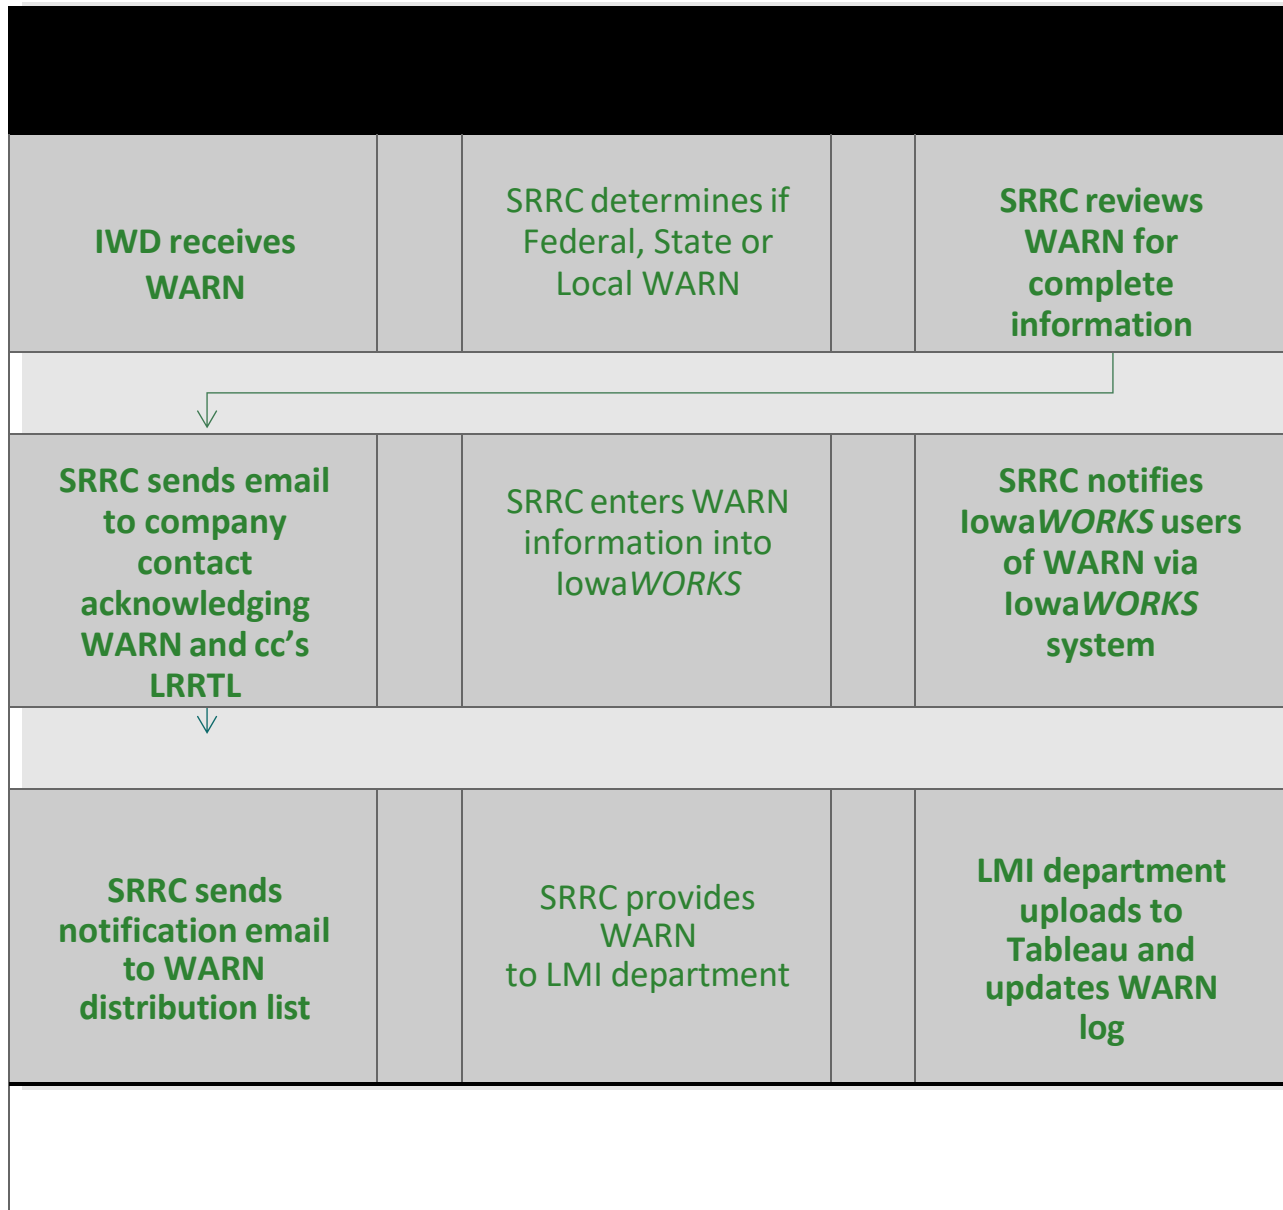 IWD receives
WARN
SRRC determines if
Federal, State or
Local WARN
SRRC reviews
WARN for
complete
information
SRRC sends email
to company
contact
acknowledging
WARN and cc’s
LRRTL
SRRC enters WARN
information into
IowaWORKS
SRRC notifies
IowaWORKS users
of WARN via
IowaWORKS
system
SRRC sends
notification email
to WARN
distribution list
SRRC provides
WARN
to LMI department
LMI department
uploads to
Tableau and
updates WARN
log